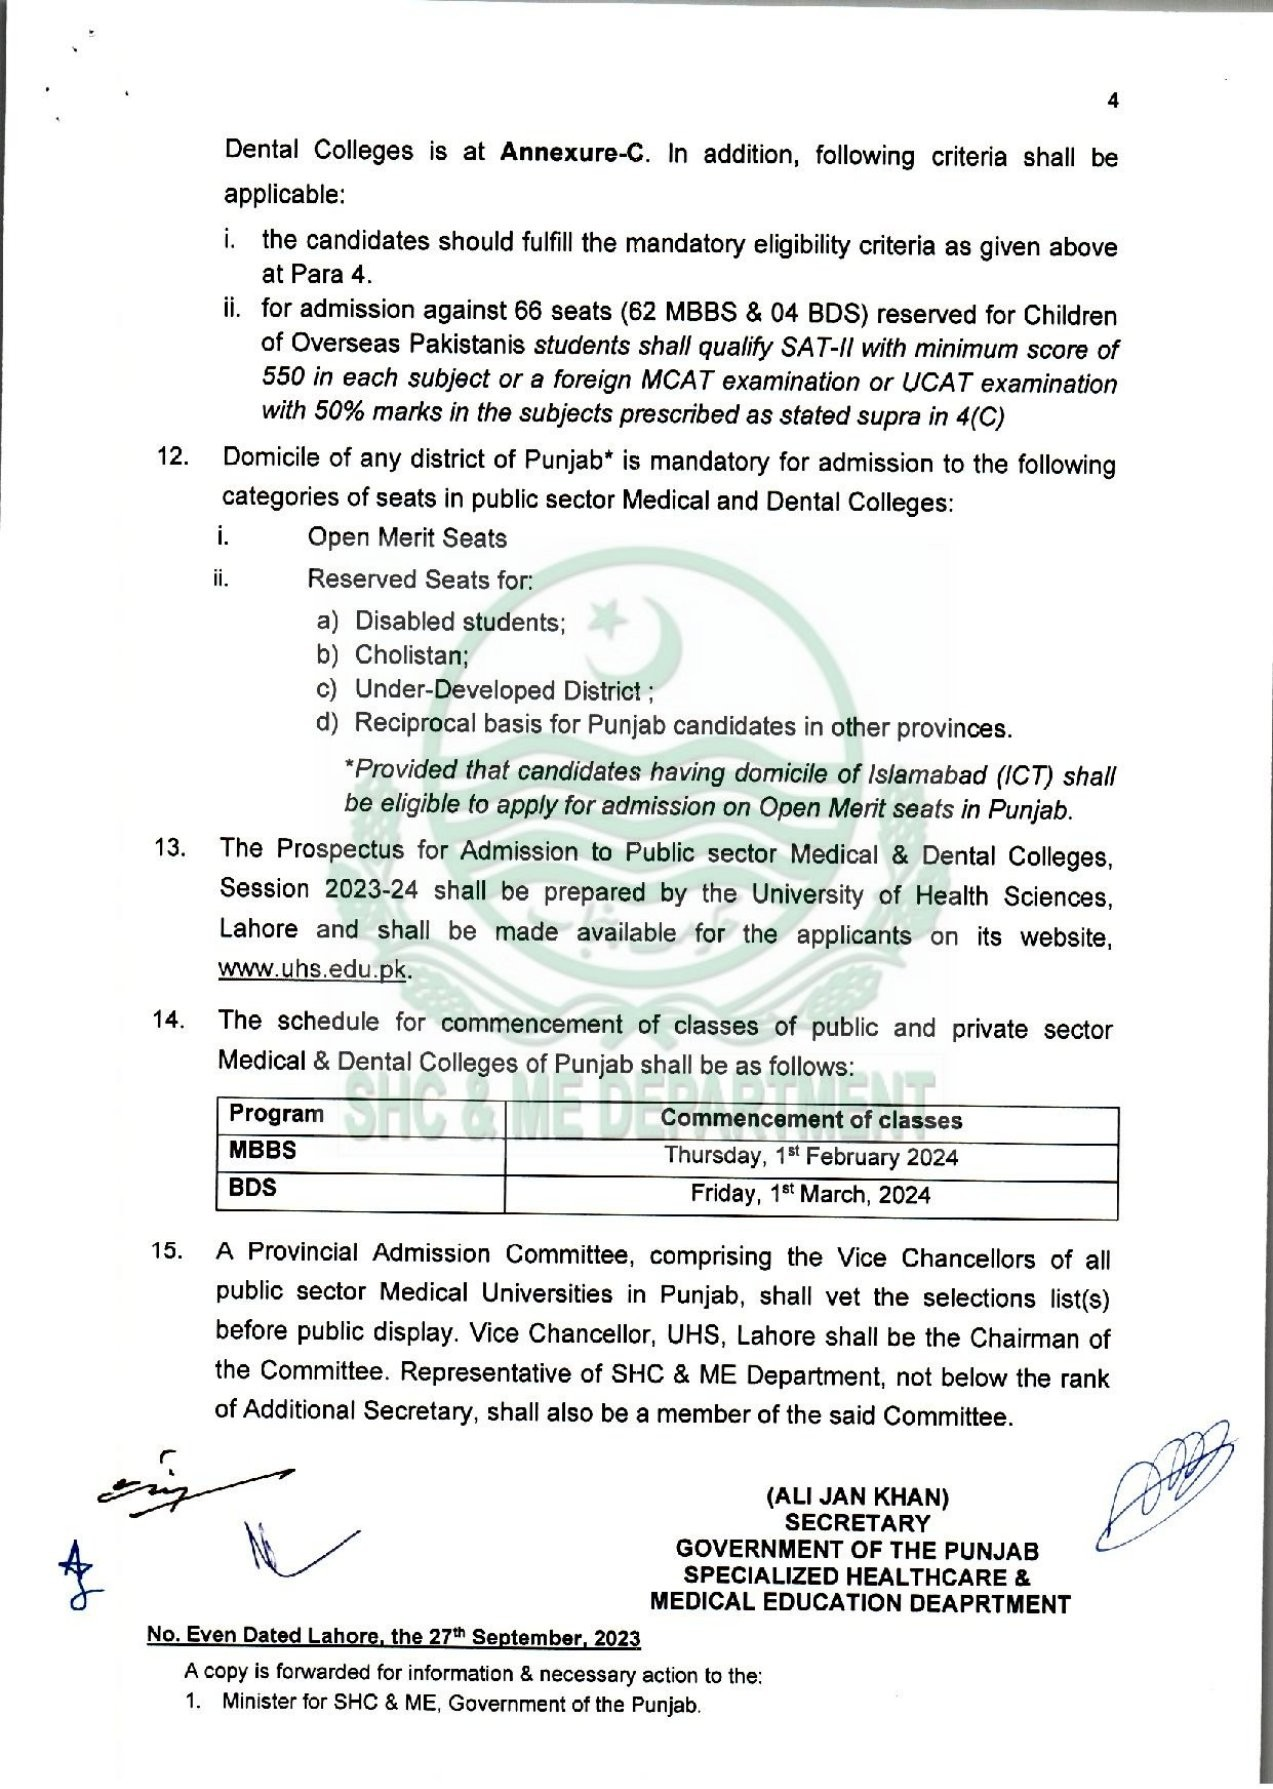 4
Dental Colleges is at Annexure-C. In addition, following criteria shall be
applicable:
i. the candidates should fulfill the mandatory eligibility criteria as given above
at Para 4.
ii. for admission against 66 seats (62 MBBS & 04 BDS) reserved for Children
of Overseas Pakistanis students shall qualify SAT-II with minimum score of
550 in each subject or a foreign MCAT examination or UCAT examination
with 50% marks in the subjects prescribed as stated supra in 4(C)
12. Domicile of any district of Punjab* is mandatory for admission to the following
categories of seats in public sector Medical and Dental Colleges:
i. Open Merit Seats
ii. Reserved Seats for:
a) Disabled students;
b) Cholistan;
c) Under-Developed District ;
d) Reciprocal basis for Punjab candidates in other provinces.
*Provided that candidates having domicile of Islamabad (ICT) shall
be eligible to apply for admission on Open Merit seats in Punjab.
13. The Prospectus for Admission to Public sector Medical & Dental Colleges,
Session 2023-24 shall be prepared by the University of Health Sciences,
Lahore and shall be made available for the applicants on its website,
www.uhs.edu.pk.
14. The schedule for commencement of classes of public and private sector
Medical & Dental Colleges of Punjab shall be as follows:
SHC & ME DEPARTMENT
Program Commencement of classes
MBBS Thursday, 1st February 2024
BDS Friday, 1st March, 2024
15. A Provincial Admission Committee, comprising the Vice Chancellors of all
public sector Medical Universities in Punjab, shall vet the selections list(s)
before public display. Vice Chancellor, UHS, Lahore shall be the Chairman of
the Committee. Representative of SHC & ME Department, not below the rank
of Additional Secretary, shall also be a member of the said Committee.
(ALI JAN KHAN)
SECRETARY
GOVERNMENT OF THE PUNJAB
SPECIALIZED HEALTHCARE &
MEDICAL EDUCATION DEAPRTMENT
No. Even Dated Lahore, the 27th September, 2023
A copy is forwarded for information & necessary action to the:
1. Minister for SHC & ME, Government of the Punjab.